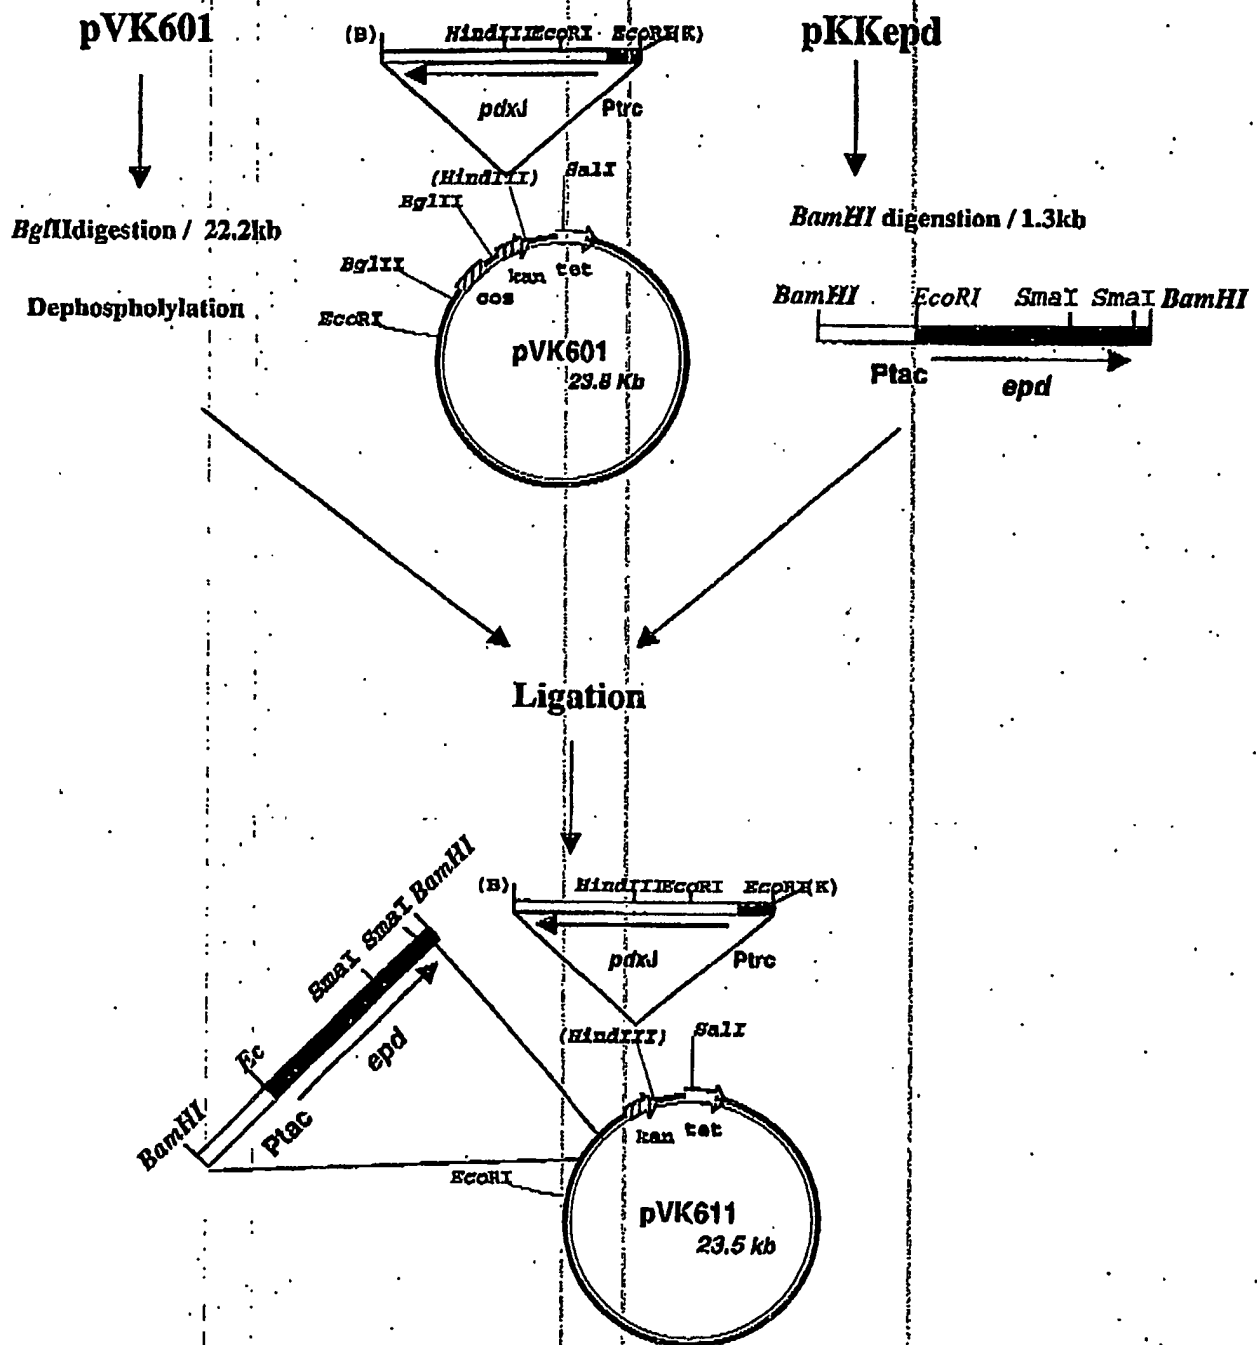 pVK601
(B) HindIII EcoRI EcoRI (K)
pKKepd
pdxJ Ptrc
(HindIII) SalI
BglII
BglII digestion / 22.2kb
BamHI digenstion / 1.3kb
BglII
kan tet
cos
Dephospholylation
EcoRI
BamHI EcoRI SmaI SmaI BamHI
pVK601
23.8 Kb
Ptac epd
Ligation
BamHI
SmaI
SmaI
(B) HindIII EcoRI EcoRI (K)
pdxJ Ptrc
(HindIII) SalI
Ec
epd
BamHI
Ptac
kan tet
EcoRI
pVK611
23.5 kb